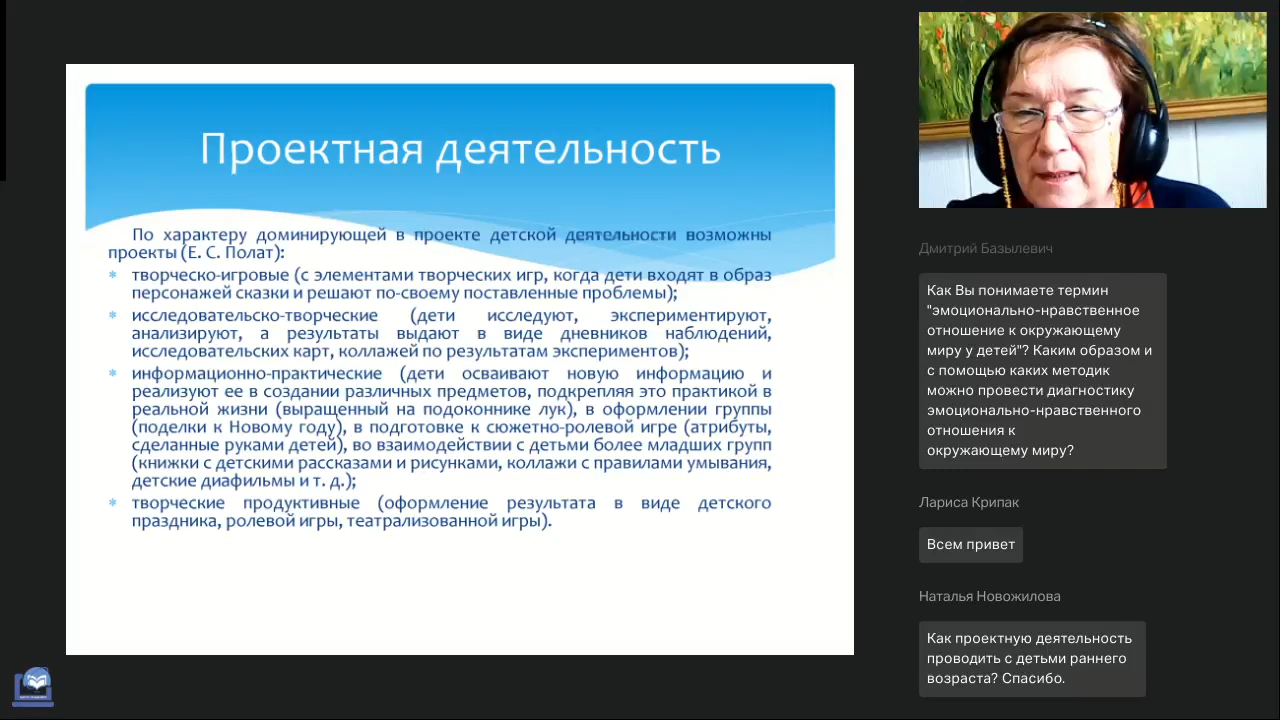 Проектная деятельность
По характеру доминирующей в проекте детской деятельности возможны
проекты (Е. С. Полат):
* творческо-игровые (с элементами творческих игр, когда дети входят в образ
персонажей сказки и решают по-своему поставленные проблемы);
* исследовательско-творческие (дети исследуют, экспериментируют,
анализируют, а результаты выдают в виде дневников наблюдений,
исследовательских карт, коллажей по результатам экспериментов);
* информационно-практические (дети осваивают новую информацию и
реализуют ее в создании различных предметов, подкрепляя это практикой в
реальной жизни (выращенный на подоконнике лук), в оформлении группы
(поделки к Новому году), в подготовке к сюжетно-ролевой игре (атрибуты,
сделанные руками детей), во взаимодействии с детьми более младших групп
(книжки с детскими рассказами и рисунками, коллажи с правилами умывания,
детские диафильмы и т. д.);
* творческие продуктивные (оформление результата в виде детского
праздника, ролевой игры, театрализованной игры).
Дмитрий Базылевич
Как Вы понимаете термин
"эмоционально-нравственное
отношение к окружающему
миру у детей"? Каким образом и
с помощью каких методик
можно провести диагностику
эмоционально-нравственного
отношения к
окружающему миру?
Лариса Крипак
Всем привет
Наталья Новожилова
Как проектную деятельность
проводить с детьми раннего
возраста? Спасибо.